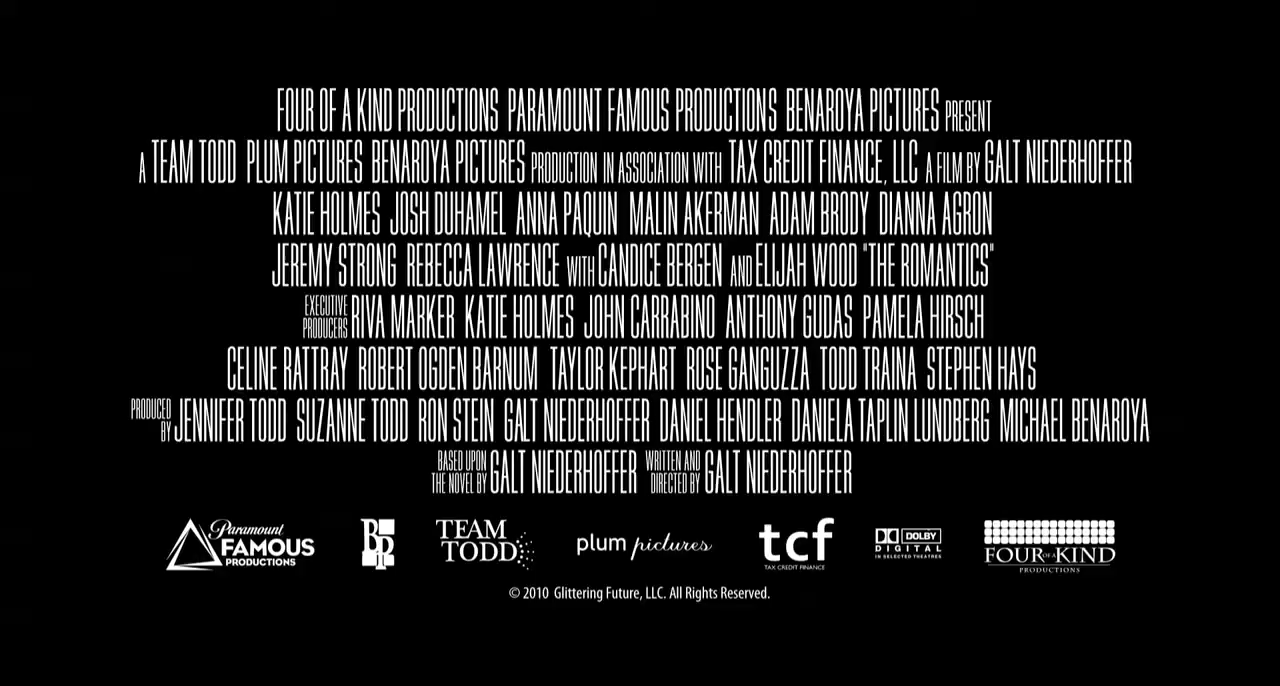 FOUR OF A KIND PRODUCTIONS PARAMOUNT FAMOUS PRODUCTIONS BENAROYA PICTURES PRESENT
A TEAM TODD PLUM PICTURES BENAROYA PICTURES PRODUCTION IN ASSOCIATION WITH TAX CREDIT FINANCE, LLC A FILM BY GALT NIEDERHOFFER
KATIE HOLMES JOSH DUHAMEL ANNA PAQUIN MALIN AKERMAN ADAM BRODY DIANNA AGRON
JEREMY STRONG REBECCA LAWRENCE WITH CANDICE BERGEN AND ELIJAH WOOD "THE ROMANTICS"
EXECUTIVE PRODUCERS RIVA MARKER KATIE HOLMES JOHN CARRABINO ANTHONY GUDAS PAMELA HIRSCH
CELINE RATTRAY ROBERT OGDEN BARNUM TAYLOR KEPHART ROSE GANGUZZA TODD TRAINA STEPHEN HAYS
PRODUCED BY JENNIFER TODD SUZANNE TODD RON STEIN GALT NIEDERHOFFER DANIEL HENDLER DANIELA TAPLIN LUNDBERG MICHAEL BENAROYA
BASED UPON THE NOVEL BY GALT NIEDERHOFFER WRITTEN AND DIRECTED BY GALT NIEDERHOFFER
Paramount
FAMOUS
PRODUCTIONS
BPi
TEAM
TODD
plum pictures
tcf
TAX CREDIT FINANCE
DOLBY
DIGITAL
IN SELECTED THEATRES
FOUR OF A KIND
PRODUCTIONS
© 2010 Glittering Future, LLC. All Rights Reserved.